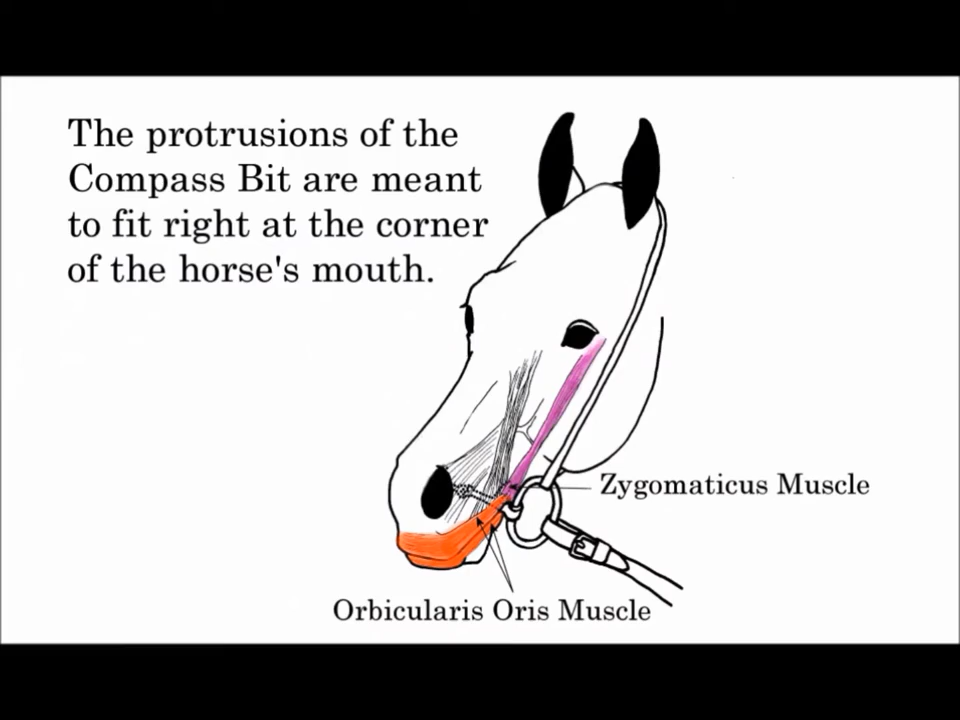 The protrusions of the
Compass Bit are meant
to fit right at the corner
of the horse's mouth.
Zygomaticus Muscle
Orbicularis Oris Muscle